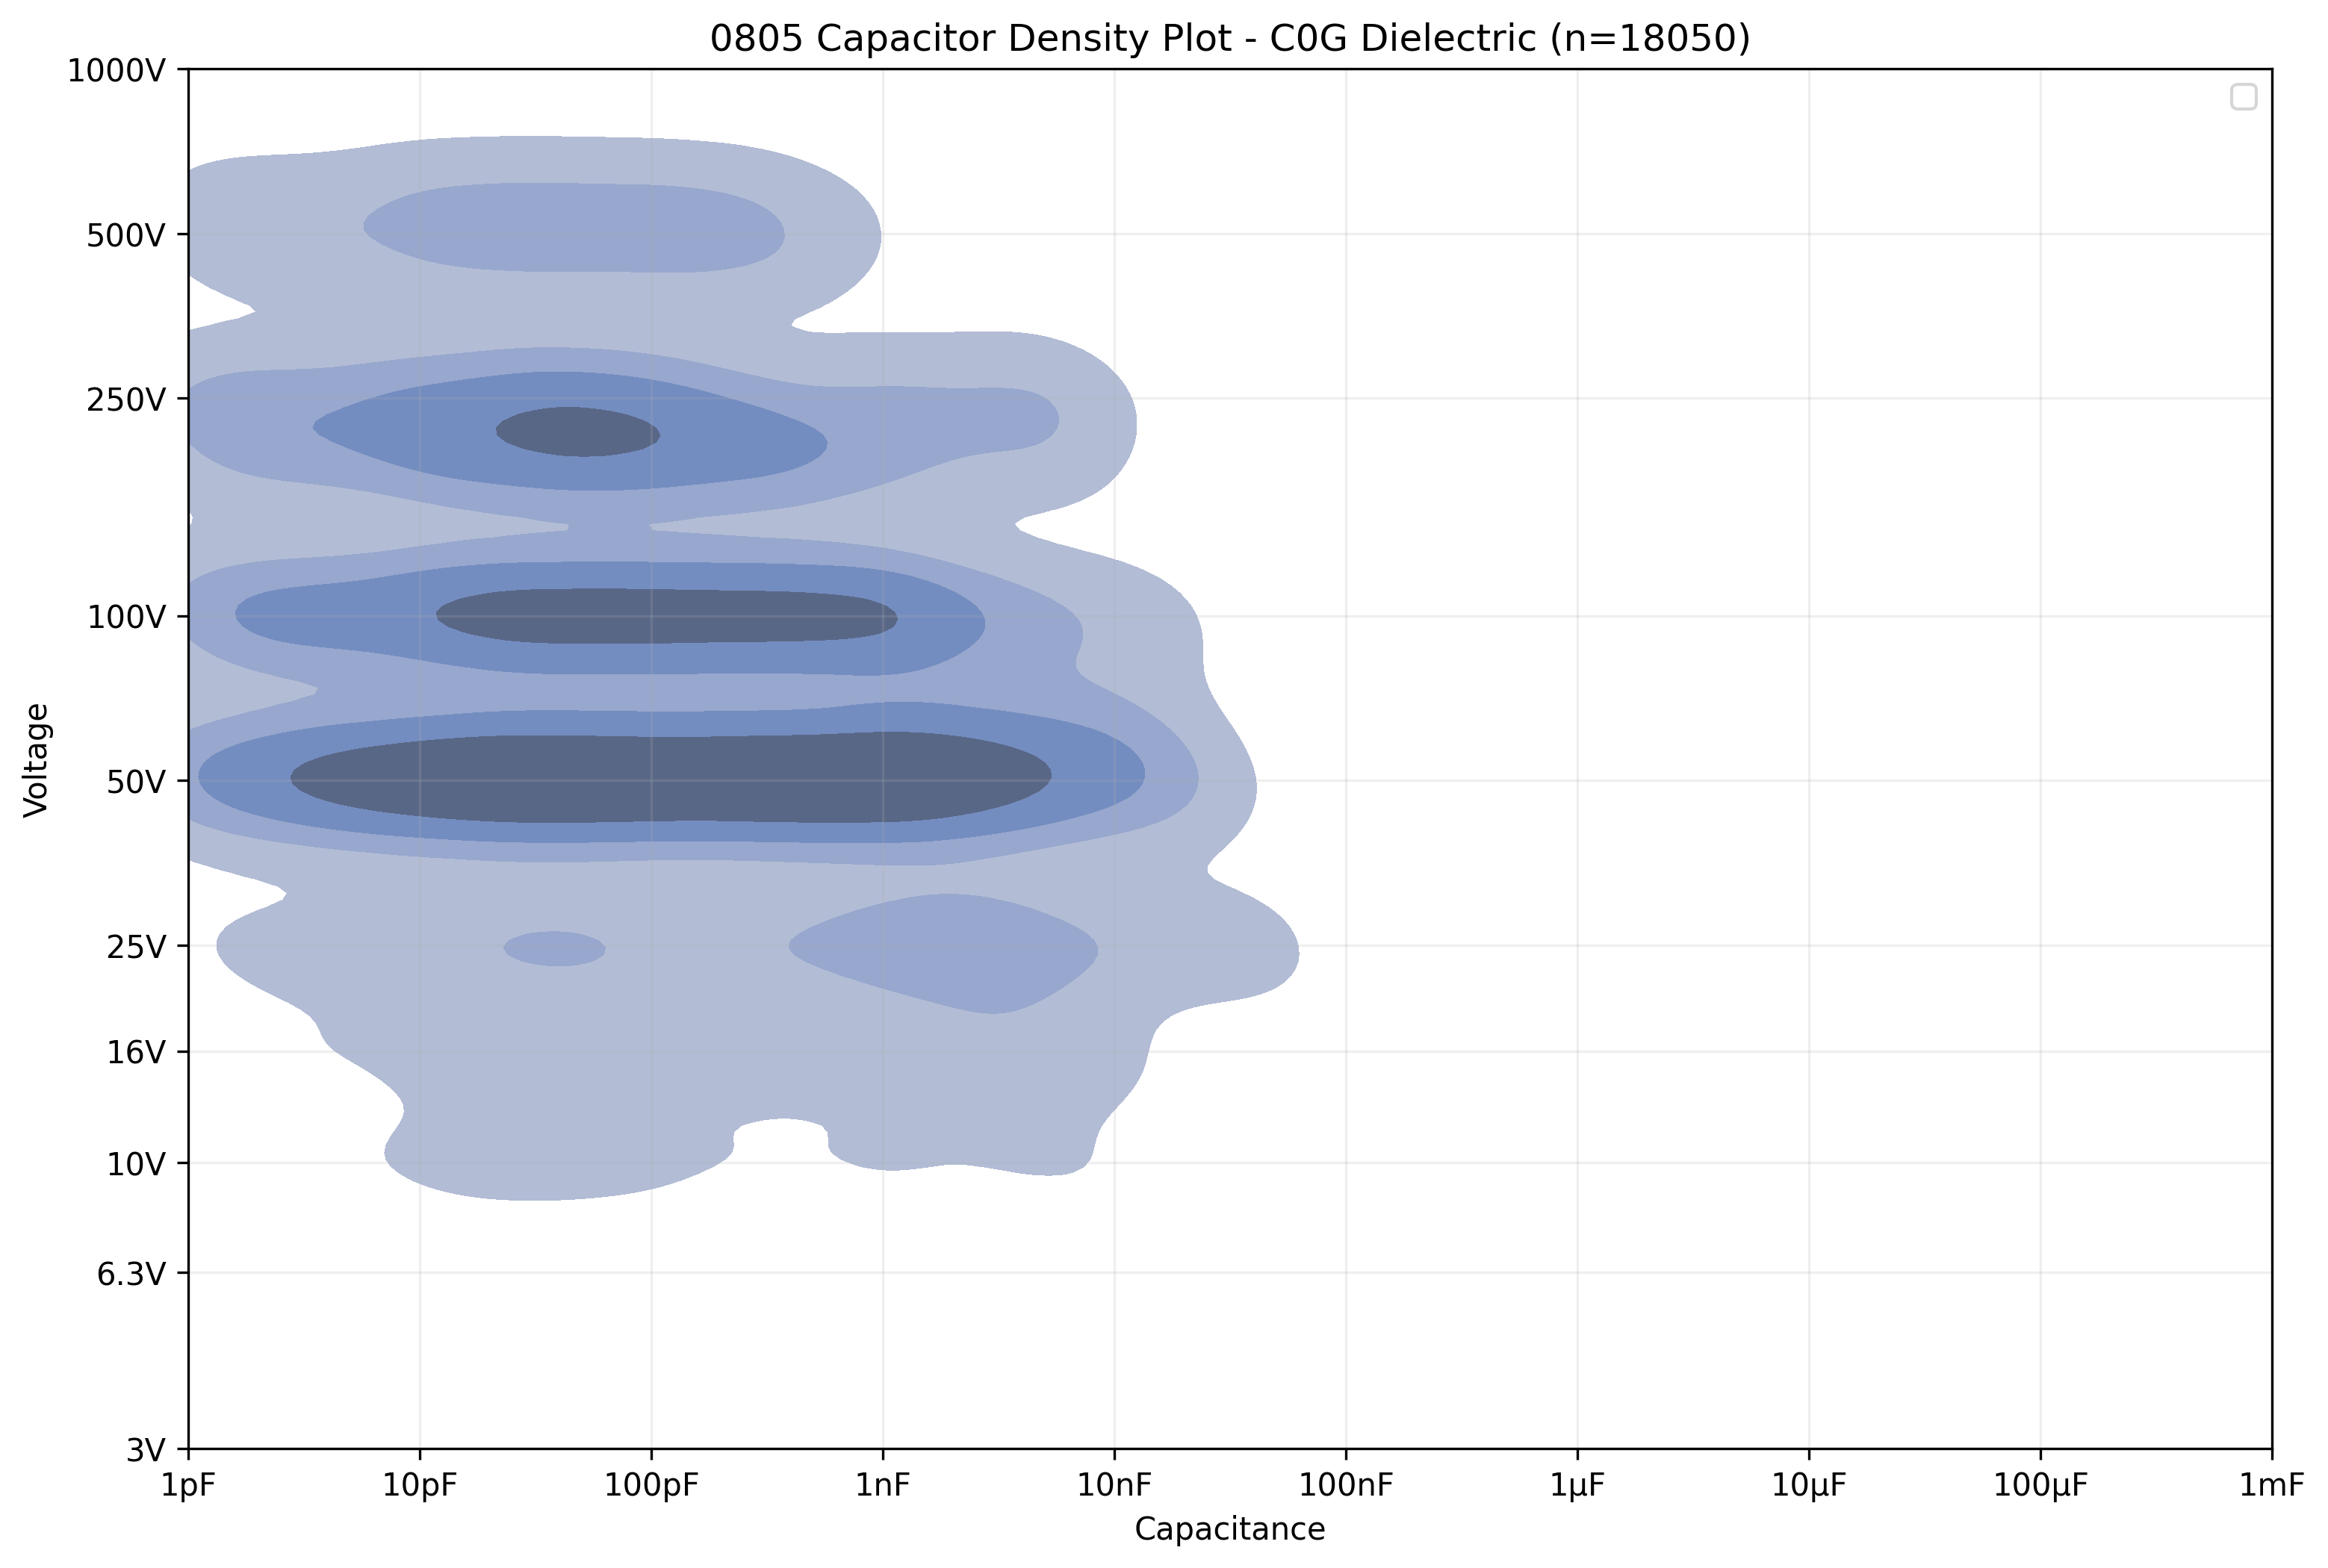 0805 Capacitor Density Plot - C0G Dielectric (n=18050)
1000V
500V
250V
100V
50V
25V
16V
10V
6.3V
3V
Voltage
1pF 10pF 100pF 1nF 10nF 100nF 1µF 10µF 100µF 1mF
Capacitance